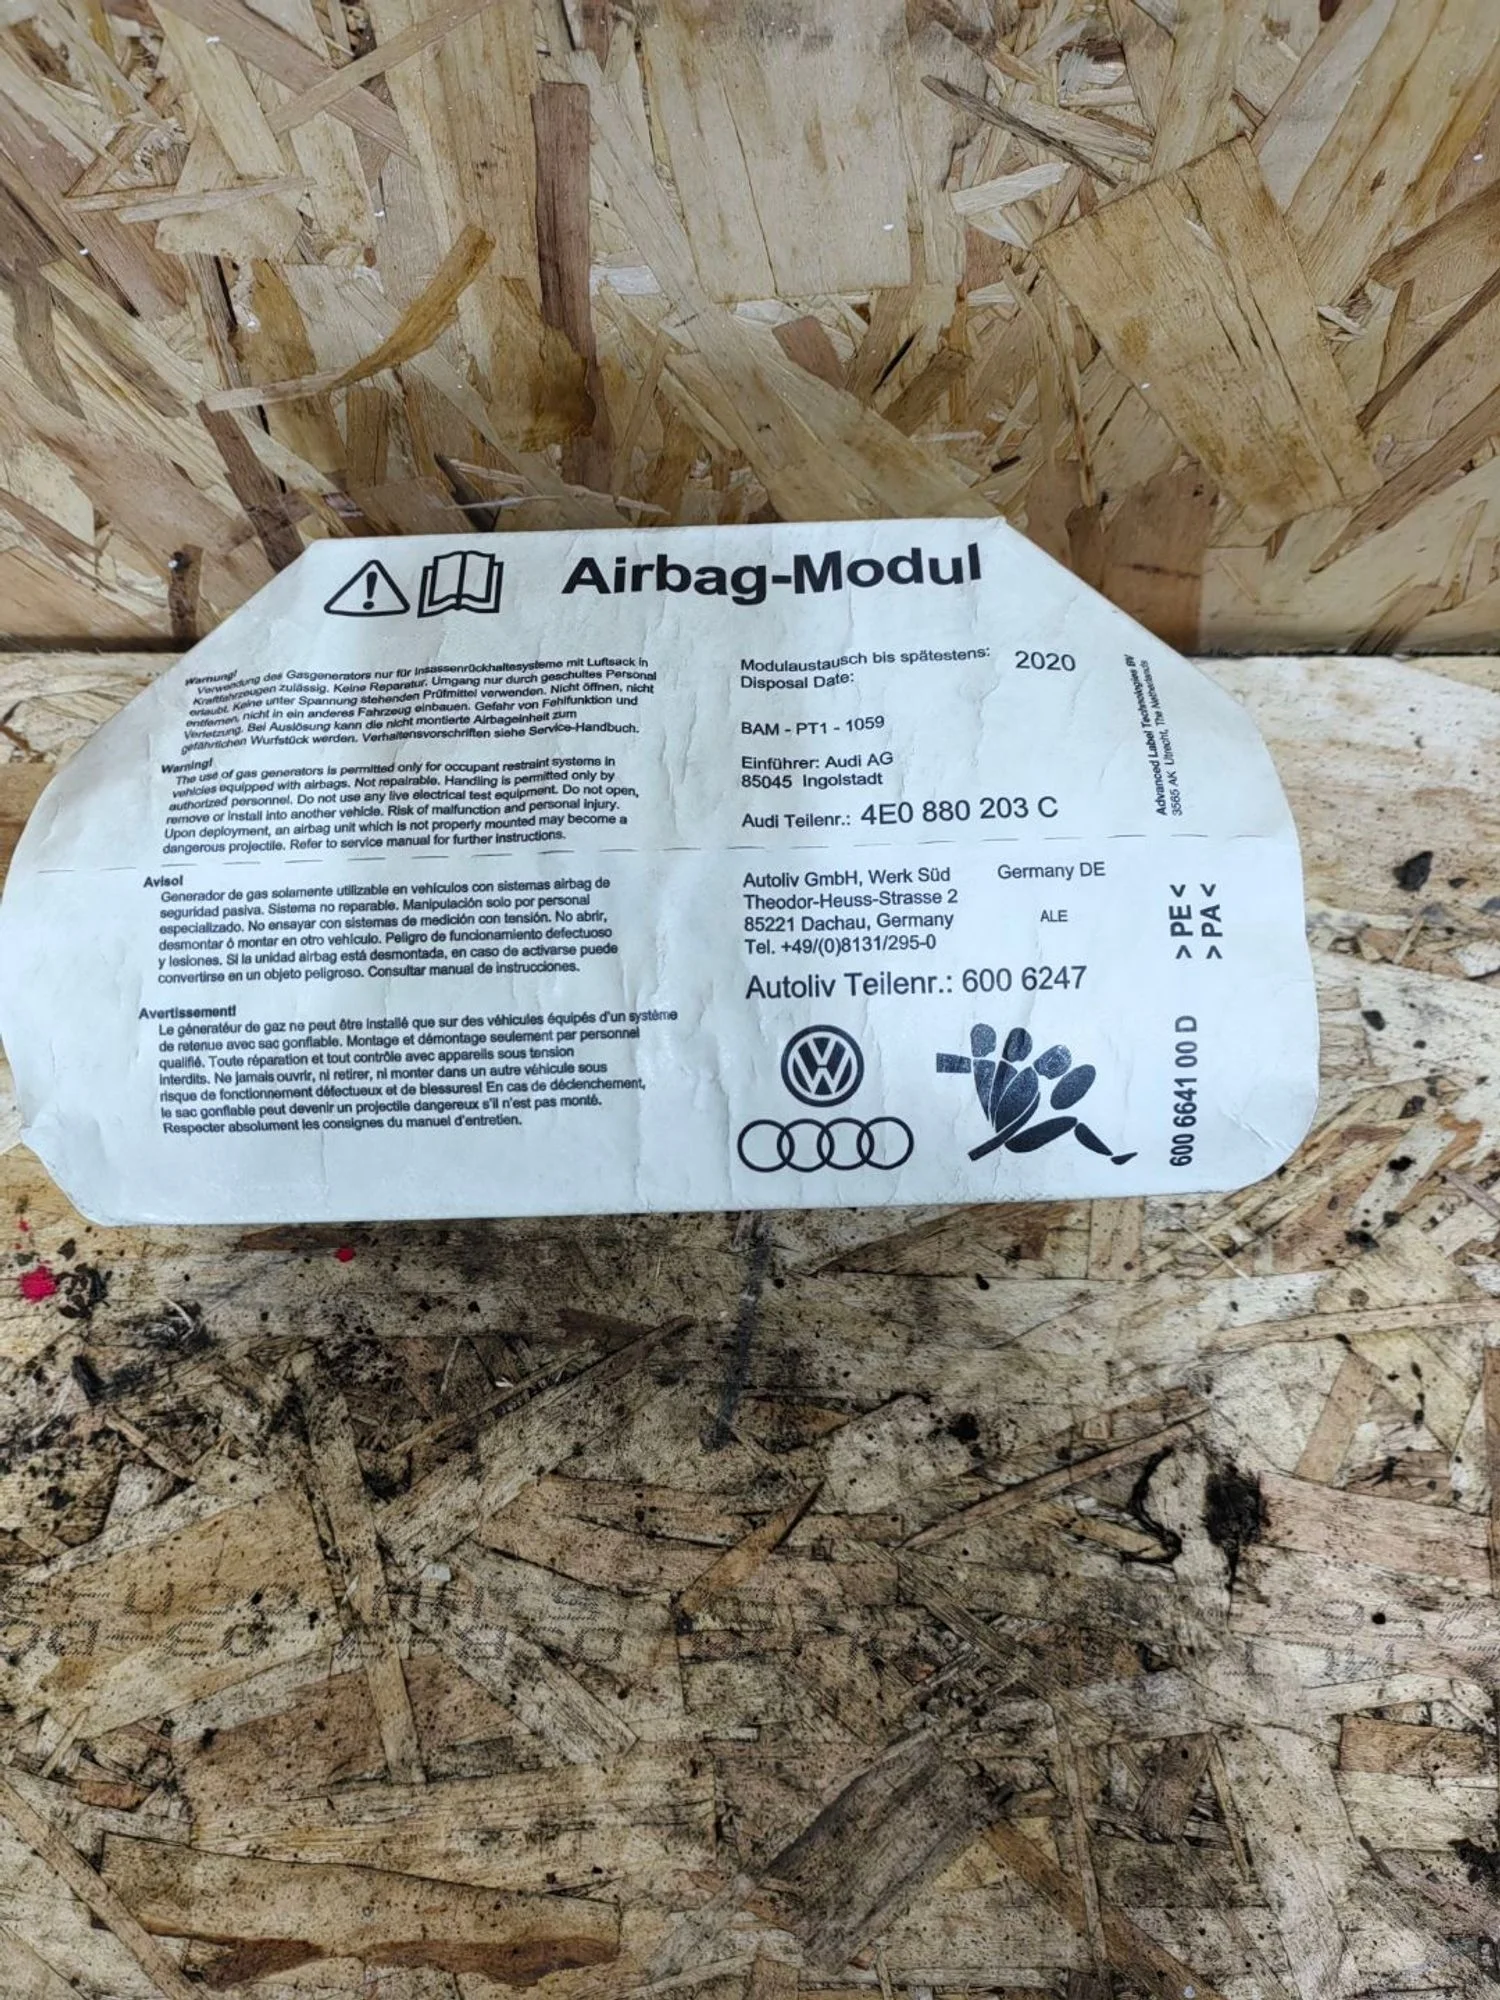 Airbag-Modul
Warnung!
Verwendung des Gasgenerators nur für Insassenrückhaltesysteme mit Luftsack in
Kraftfahrzeugen zulässig. Keine Reparatur. Umgang nur durch geschultes Personal
erlaubt. Keine unter Spannung stehenden Prüfmittel verwenden. Nicht öffnen, nicht
entfernen, nicht in ein anderes Fahrzeug einbauen. Gefahr von Fehlfunktion und
Verletzung. Bei Auslösung kann die nicht montierte Airbageinheit zum
gefährlichen Wurfstück werden. Verhaltensvorschriften siehe Service-Handbuch.
Warning!
The use of gas generators is permitted only for occupant restraint systems in
vehicles equipped with airbags. Not repairable. Handling is permitted only by
authorized personnel. Do not use any live electrical test equipment. Do not open,
remove or install into another vehicle. Risk of malfunction and personal injury.
Upon deployment, an airbag unit which is not properly mounted may become a
dangerous projectile. Refer to service manual for further instructions.
Aviso!
Generador de gas solamente utilizable en vehículos con sistemas airbag de
seguridad pasiva. Sistema no reparable. Manipulación solo por personal
especializado. No ensayar con sistemas de medición con tensión. No abrir,
desmontar ó montar en otro vehículo. Peligro de funcionamiento defectuoso
y lesiones. Si la unidad airbag está desmontada, en caso de activarse puede
convertirse en un objeto peligroso. Consultar manual de instrucciones.
Avertissement!
Le géneratéur de gaz ne peut être installé que sur des véhicules équipés d'un système
de retenue avec sac gonflable. Montage et démontage seulement par personnel
qualifié. Toute réparation et tout contrôle avec appareils sous tension
interdits. Ne jamais ouvrir, ni retirer, ni monter dans un autre véhicule sous
risque de fonctionnement défectueux et de blessures! En cas de déclenchement,
le sac gonflable peut devenir un projectile dangereux s'il n'est pas monté.
Respecter absolument les consignes du manuel d'entretien.
Modulaustausch bis spätestens: 2020
Disposal Date:
BAM - PT1 - 1059
Einführer: Audi AG
85045 Ingolstadt
Audi Teilenr.: 4E0 880 203 C
Autoliv GmbH, Werk Süd Germany DE
Theodor-Heuss-Strasse 2
85221 Dachau, Germany ALE
Tel. +49/(0)8131/295-0
Autoliv Teilenr.: 600 6247
Advanced Label Technologies BV
3565 AK Utrecht, The Netherlands
> PE <
> PA <
600 6641 00 D